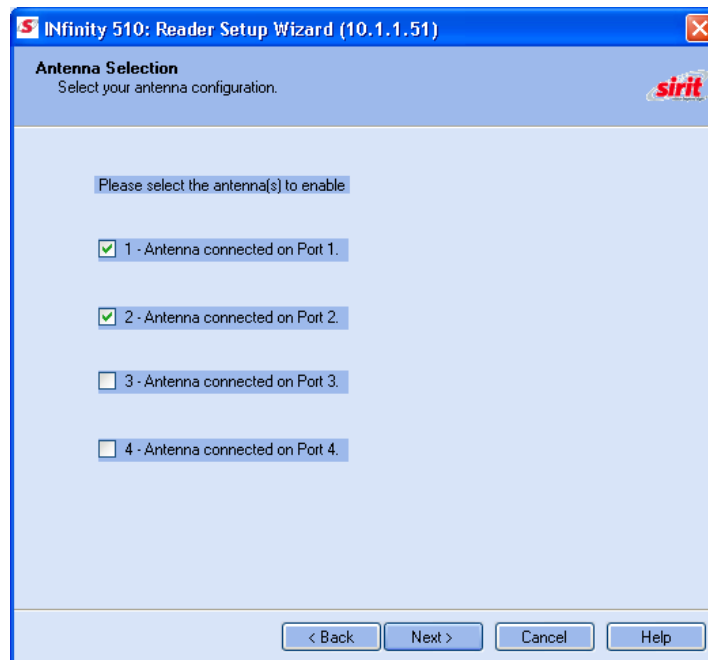 INfinity 510: Reader Setup Wizard (10.1.1.51)
Antenna Selection
Select your antenna configuration.
sirit
Please select the antenna(s) to enable
1 - Antenna connected on Port 1.
2 - Antenna connected on Port 2.
3 - Antenna connected on Port 3.
4 - Antenna connected on Port 4.
< Back Next > Cancel Help